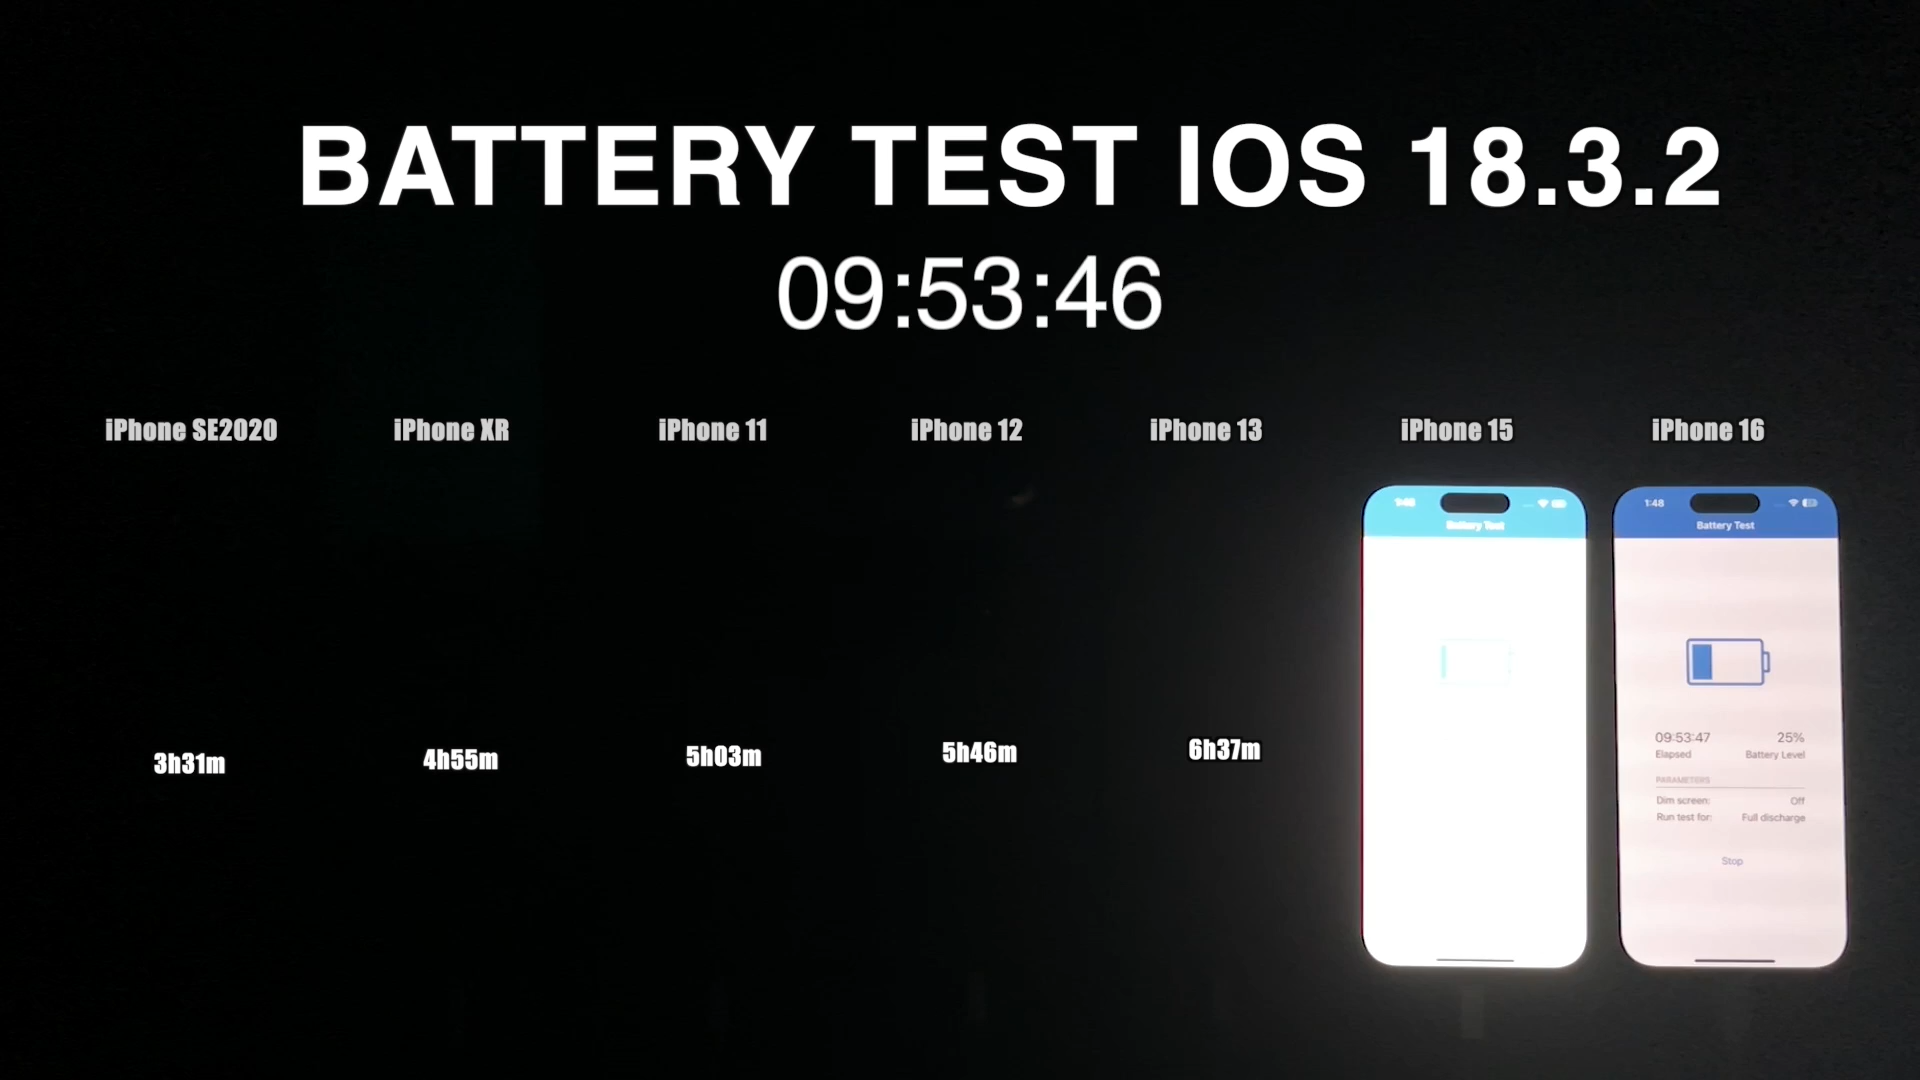 BATTERY TEST IOS 18.3.2
09:53:46
iPhone SE2020 iPhone XR iPhone 11 iPhone 12 iPhone 13 iPhone 15 iPhone 16
1:48
Battery Test
Battery Test
09:53:47 25%
Elapsed Battery Level
PARAMETERS
Dim screen: Off
Run test for: Full discharge
Stop
3h31m 4h55m 5h03m 5h46m 6h37m